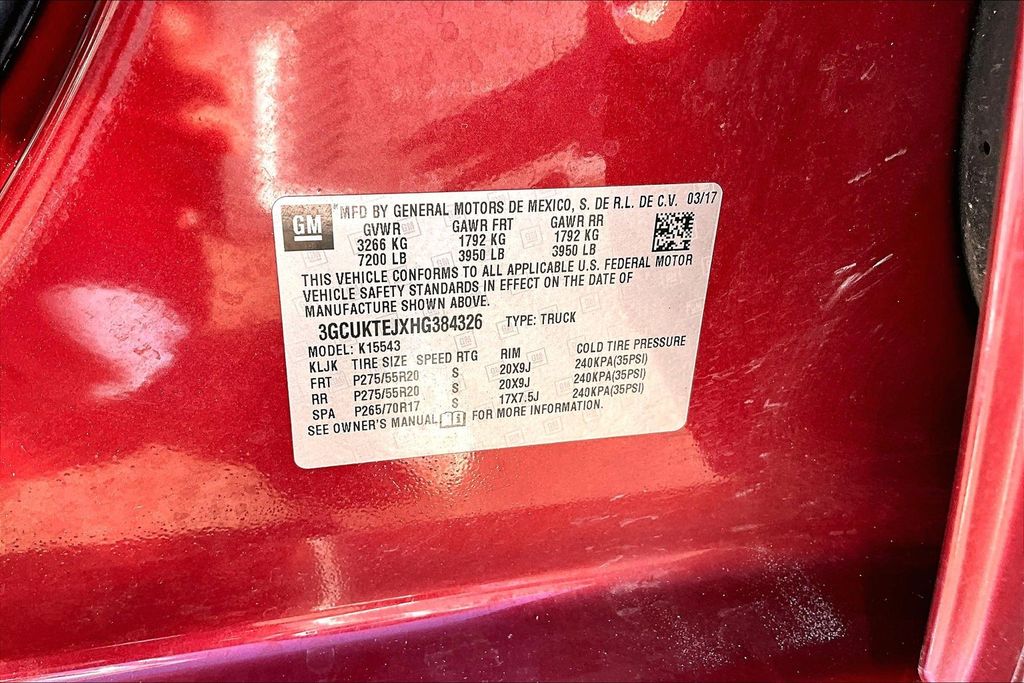 GM
MFD BY GENERAL MOTORS DE MEXICO, S. DE R.L. DE C.V. 03/17
GVWR GAWR FRT GAWR RR
3266 KG 1792 KG 1792 KG
7200 LB 3950 LB 3950 LB
THIS VEHICLE CONFORMS TO ALL APPLICABLE U.S. FEDERAL MOTOR
VEHICLE SAFETY STANDARDS IN EFFECT ON THE DATE OF
MANUFACTURE SHOWN ABOVE.
3GCUKTEJXHG384326 TYPE: TRUCK
MODEL: K15543
KLJK TIRE SIZE SPEED RTG RIM COLD TIRE PRESSURE
FRT P275/55R20 S 20X9J 240KPA(35PSI)
RR P275/55R20 S 20X9J 240KPA(35PSI)
SPA P265/70R17 S 17X7.5J 240KPA(35PSI)
SEE OWNER'S MANUAL FOR MORE INFORMATION.